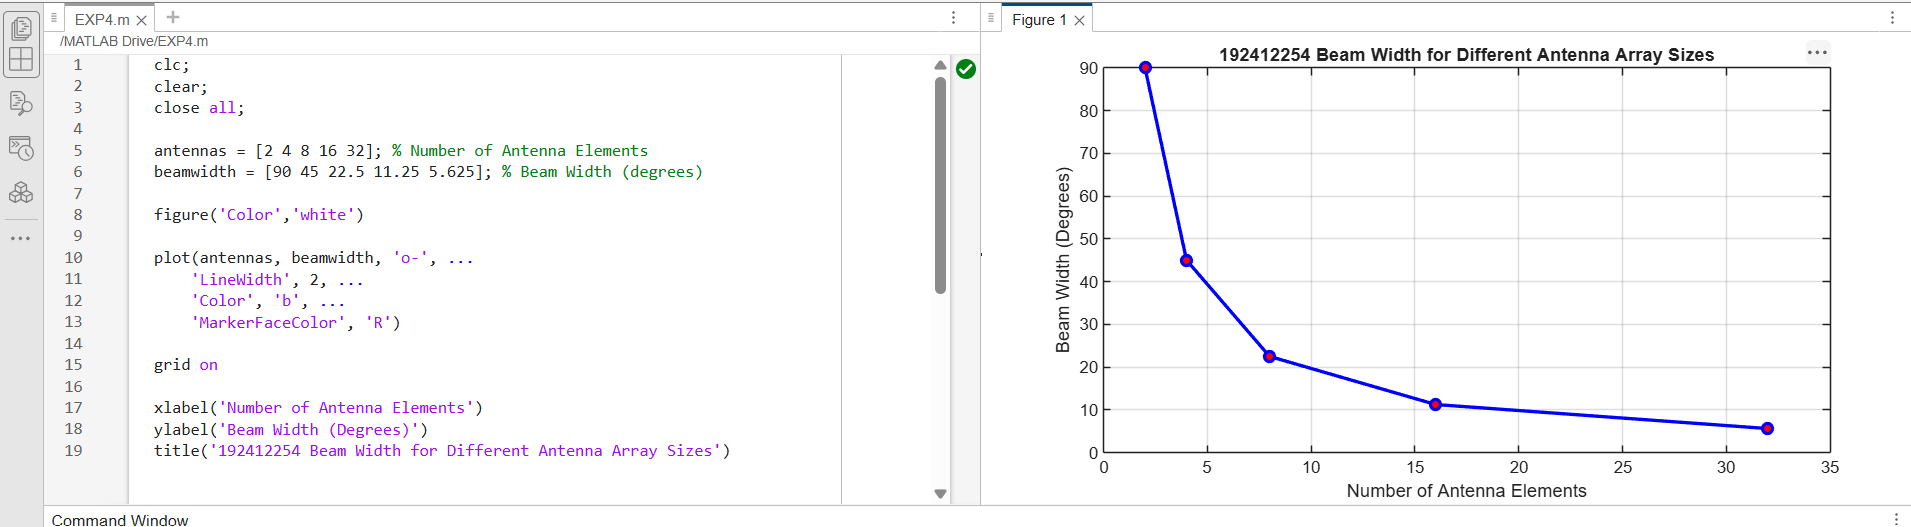 EXP4.m
/MATLAB Drive/EXP4.m
1 clc;
2 clear;
3 close all;
4
5 antennas = [2 4 8 16 32]; % Number of Antenna Elements
6 beamwidth = [90 45 22.5 11.25 5.625]; % Beam Width (degrees)
7
8 figure('Color','white')
9
10 plot(antennas, beamwidth, 'o-', ...
11 'LineWidth', 2, ...
12 'Color', 'b', ...
13 'MarkerFaceColor', 'R')
14
15 grid on
16
17 xlabel('Number of Antenna Elements')
18 ylabel('Beam Width (Degrees)')
19 title('192412254 Beam Width for Different Antenna Array Sizes')
Command Window
Figure 1
192412254 Beam Width for Different Antenna Array Sizes
Beam Width (Degrees)
90
80
70
60
50
40
30
20
10
0
0 5 10 15 20 25 30 35
Number of Antenna Elements